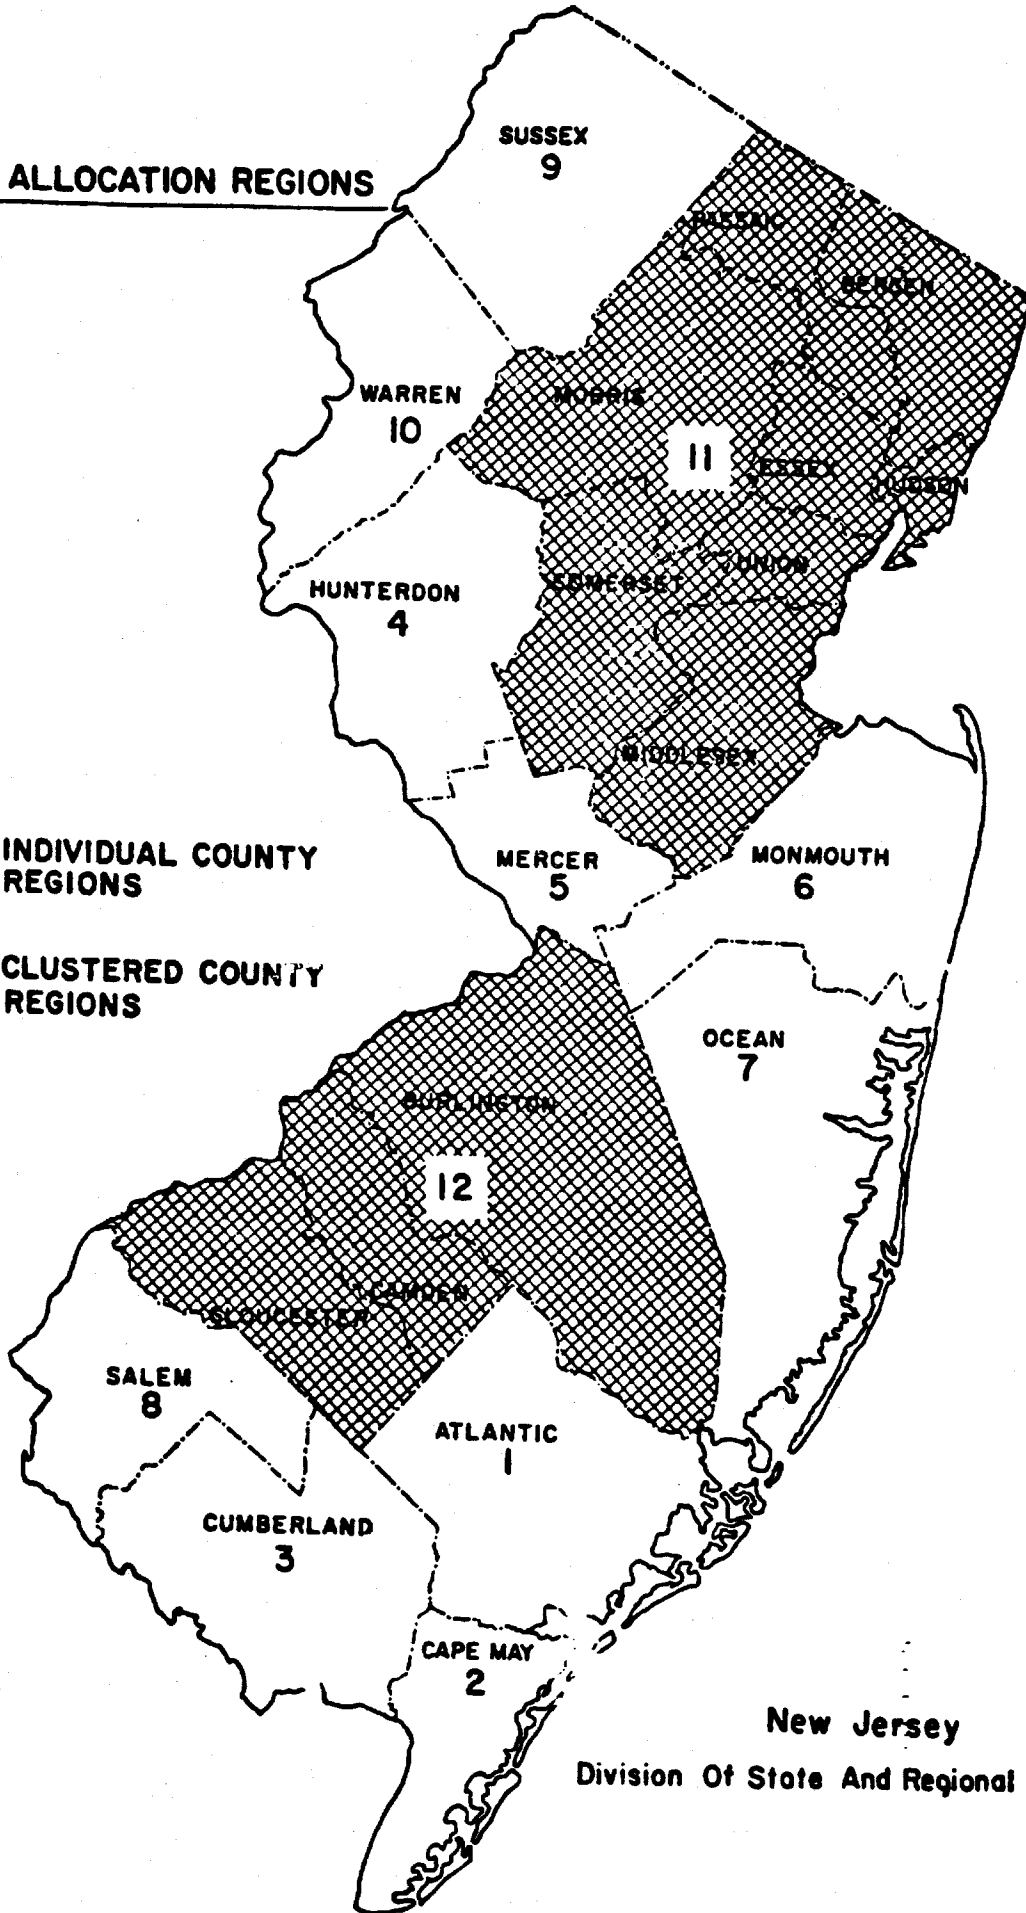 SUSSEX
9
ALLOCATION REGIONS
PASSAIC
BERGEN
WARREN
10
MORRIS
11
ESSEX
HUDSON
HUNTERDON
4
SOMERSET
UNION
MIDDLESEX
INDIVIDUAL COUNTY
REGIONS
MERCER
5
MONMOUTH
6
CLUSTERED COUNTY
REGIONS
OCEAN
7
BURLINGTON
12
CAMDEN
GLOUCESTER
SALEM
8
ATLANTIC
1
CUMBERLAND
3
CAPE MAY
2
New Jersey
Division Of State And Regional